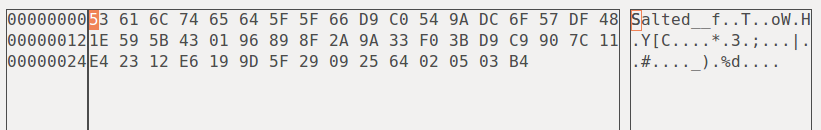 00000000 53 61 6C 74 65 64 5F 5F 66 D9 C0 54 9A DC 6F 57 DF 48 Salted__f..T..oW.H
00000012 1E 59 5B 43 01 96 89 8F 2A 9A 33 F0 3B D9 C9 90 7C 11 .Y[C....*.3.;...|.
00000024 E4 23 12 E6 19 9D 5F 29 09 25 64 02 05 03 B4 .#...._).%d....